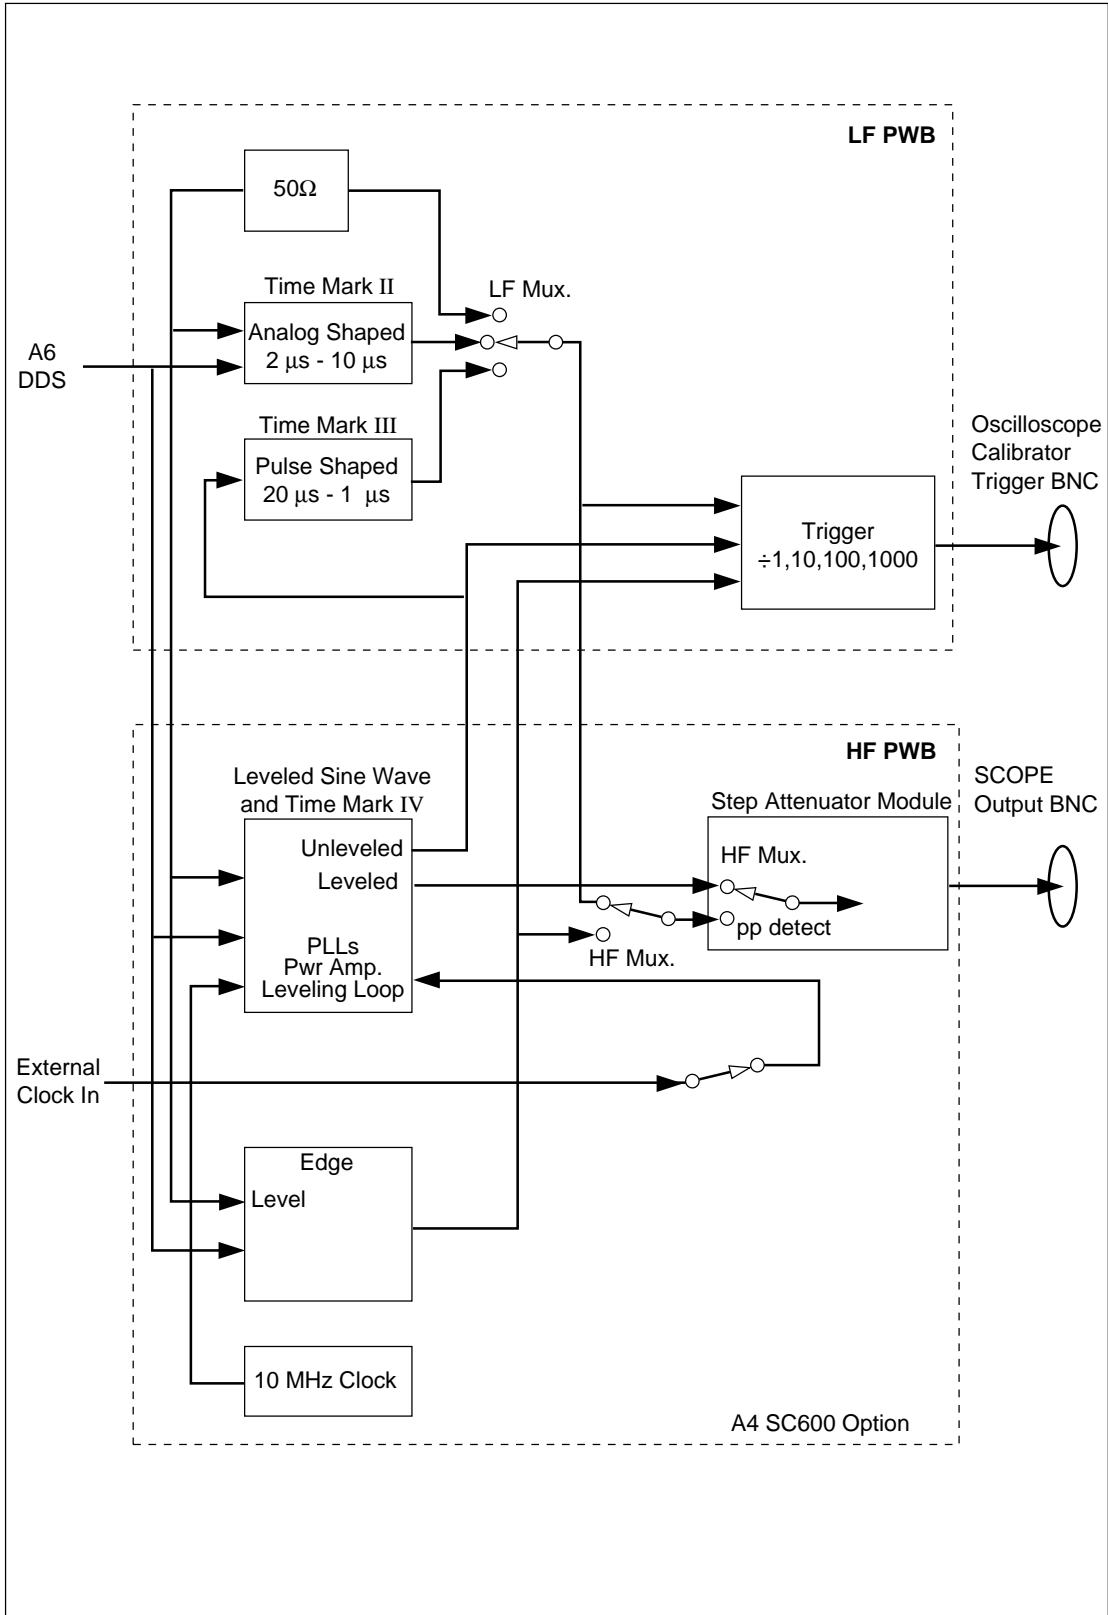 LF PWB
50Ω
Time Mark II
LF Mux.
Analog Shaped
2 μs - 10 μs
A6
DDS
Time Mark III
Pulse Shaped
20 μs - 1  μs
Oscilloscope
Calibrator
Trigger BNC
Trigger
÷1,10,100,1000
HF PWB
Leveled Sine Wave
and Time Mark IV
SCOPE
Output BNC
Step Attenuator Module
Unleveled
Leveled
HF Mux.
pp detect
PLLs
Pwr Amp.
Leveling Loop
HF Mux.
External
Clock In
Edge
Level
10 MHz Clock
A4 SC600 Option